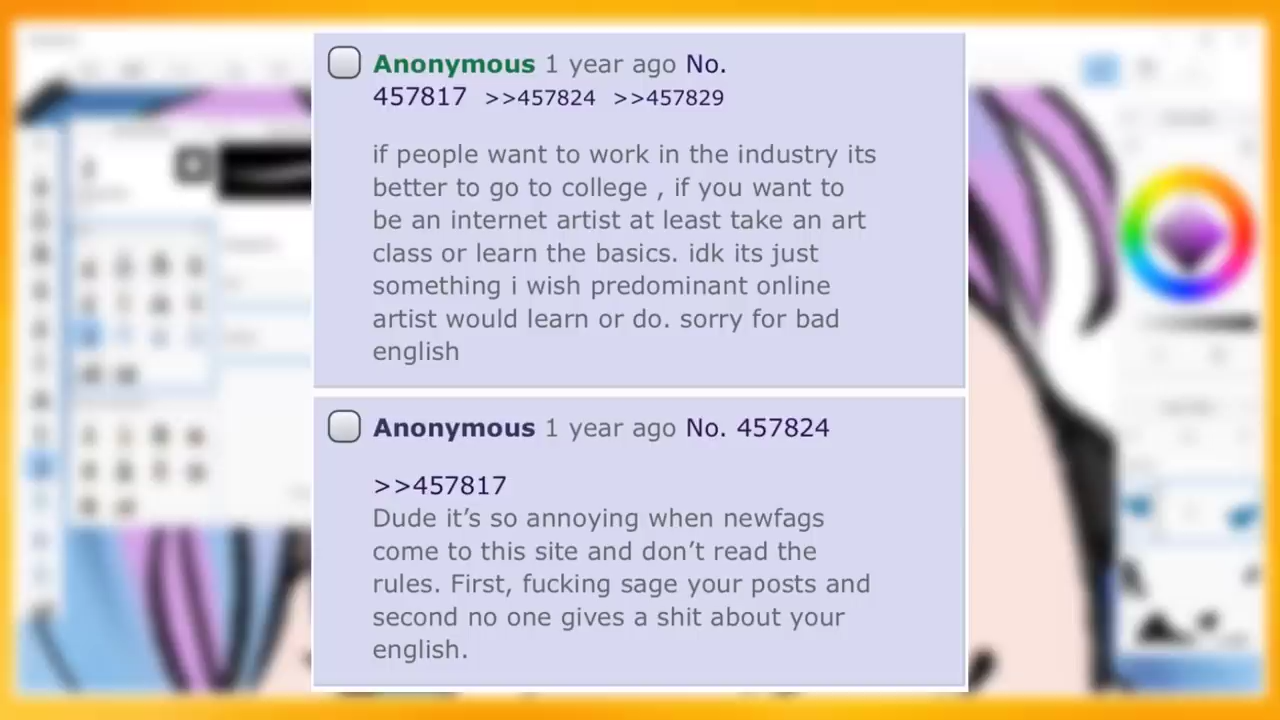 Anonymous 1 year ago No.
457817 >>457824 >>457829
if people want to work in the industry its
better to go to college , if you want to
be an internet artist at least take an art
class or learn the basics. idk its just
something i wish predominant online
artist would learn or do. sorry for bad
english
Anonymous 1 year ago No. 457824
>>457817
Dude it’s so annoying when newfags
come to this site and don’t read the
rules. First, fucking sage your posts and
second no one gives a shit about your
english.